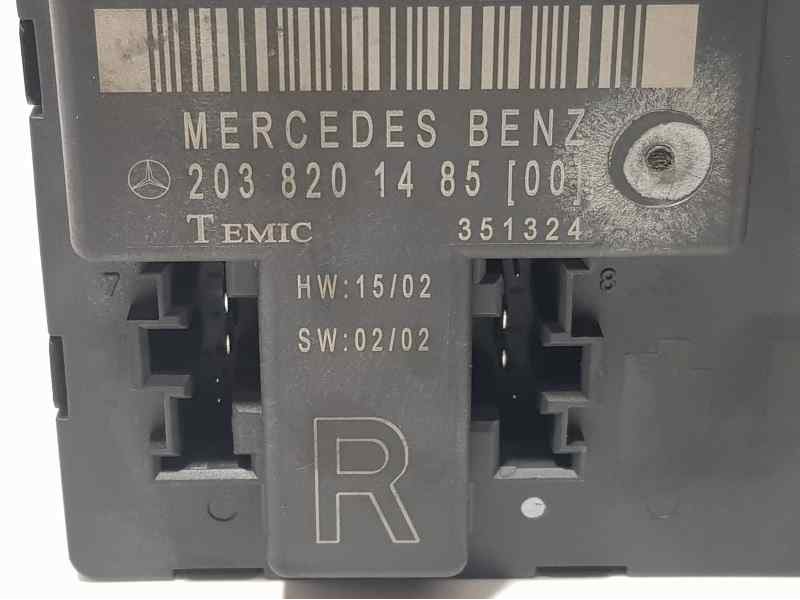 MERCEDES BENZ
203 820 14 85 [00]
TEMIC 351324
7 8
HW:15/02
SW:02/02
R